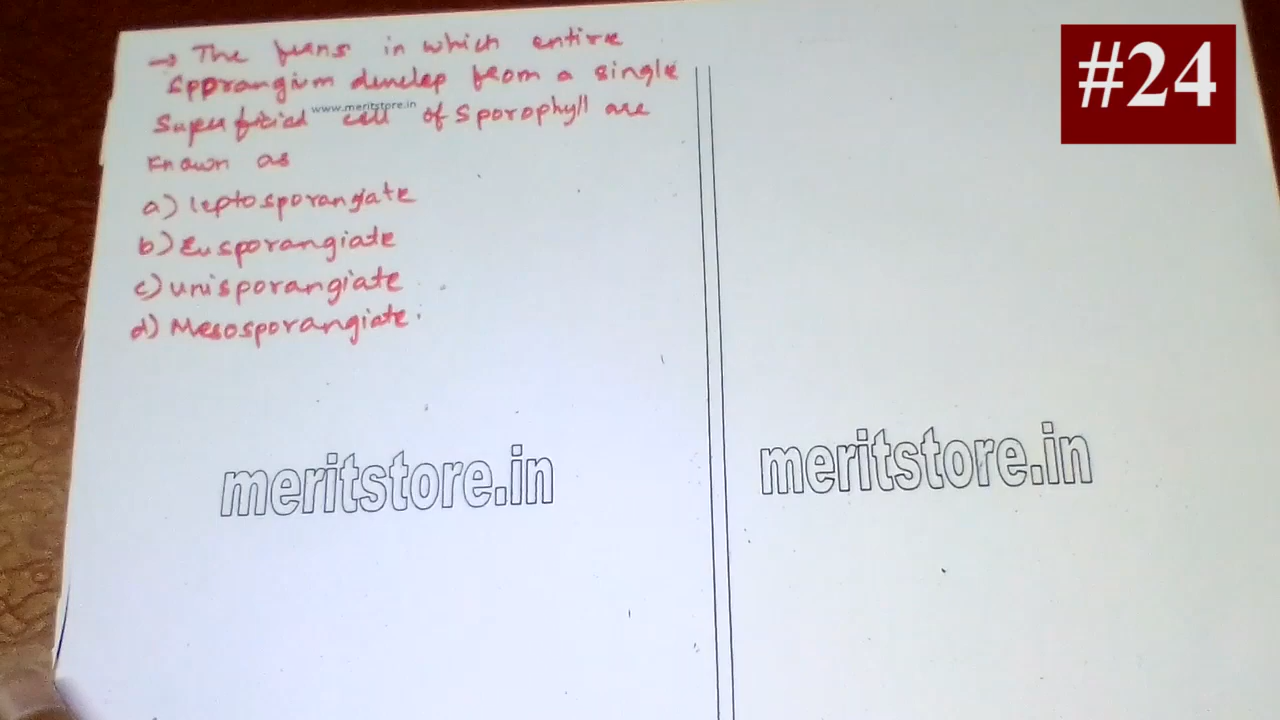 → The ferns in which entire
Sporangium develop from a single
Superficial cell of Sporophyll are
www.meritstore.in
Known as
a) leptosporangiate
b) Eusporangiate
c) unisporangiate
d) Mesosporangiate
#24
meritstore.in
meritstore.in